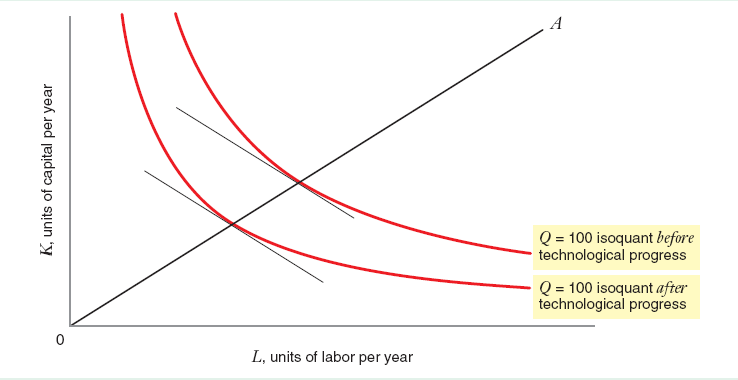 A
K, units of capital per year
Q = 100 isoquant before
technological progress
Q = 100 isoquant after
technological progress
0
L, units of labor per year